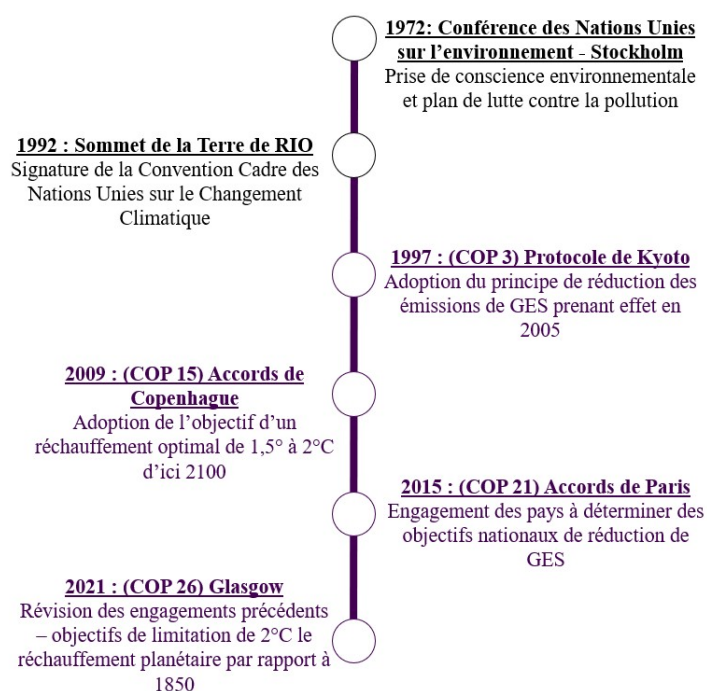 1972: Conférence des Nations Unies
sur l’environnement - Stockholm
Prise de conscience environnementale
et plan de lutte contre la pollution
1992 : Sommet de la Terre de RIO
Signature de la Convention Cadre des
Nations Unies sur le Changement
Climatique
1997 : (COP 3) Protocole de Kyoto
Adoption du principe de réduction des
émissions de GES prenant effet en
2005
2009 : (COP 15) Accords de
Copenhague
Adoption de l’objectif d’un
réchauffement optimal de 1,5° à 2°C
d’ici 2100
2015 : (COP 21) Accords de Paris
Engagement des pays à déterminer des
objectifs nationaux de réduction de
GES
2021 : (COP 26) Glasgow
Révision des engagements précédents
– objectifs de limitation de 2°C le
réchauffement planétaire par rapport à
1850